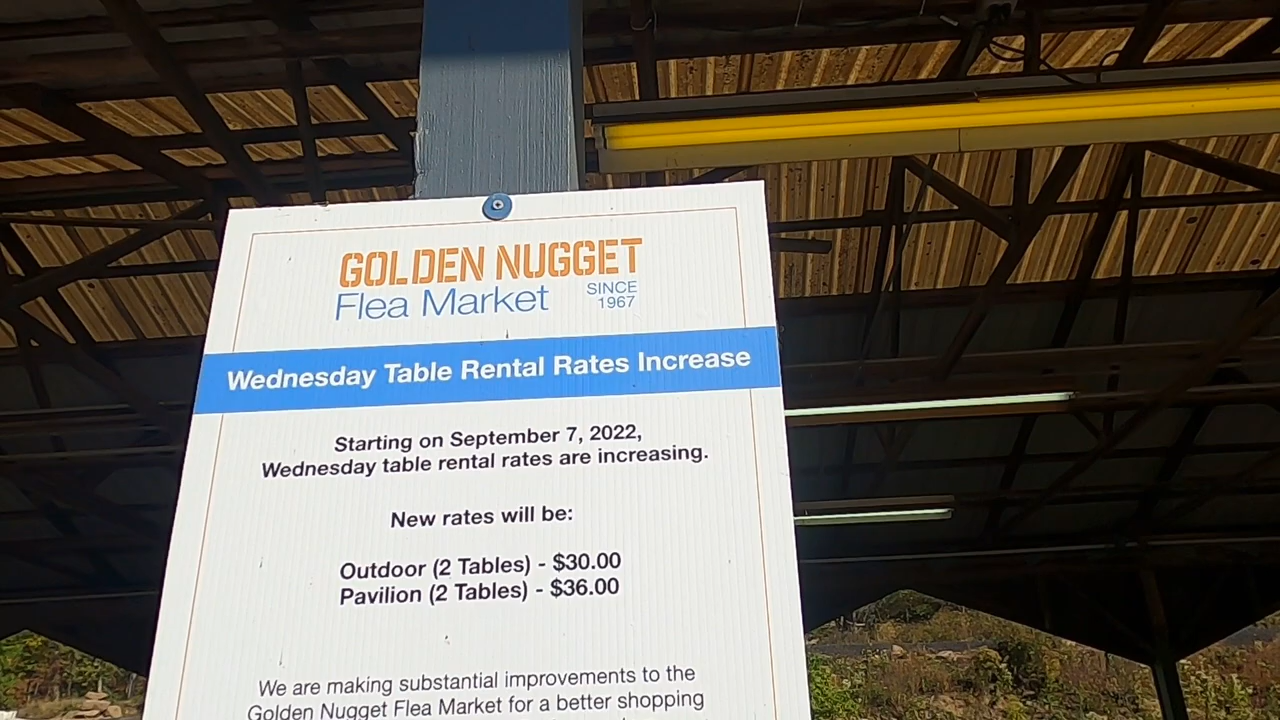 GOLDEN NUGGET
Flea Market
SINCE
1967
Wednesday Table Rental Rates Increase
Starting on September 7, 2022,
Wednesday table rental rates are increasing.
New rates will be:
Outdoor (2 Tables) - $30.00
Pavilion (2 Tables) - $36.00
We are making substantial improvements to the
Golden Nugget Flea Market for a better shopping